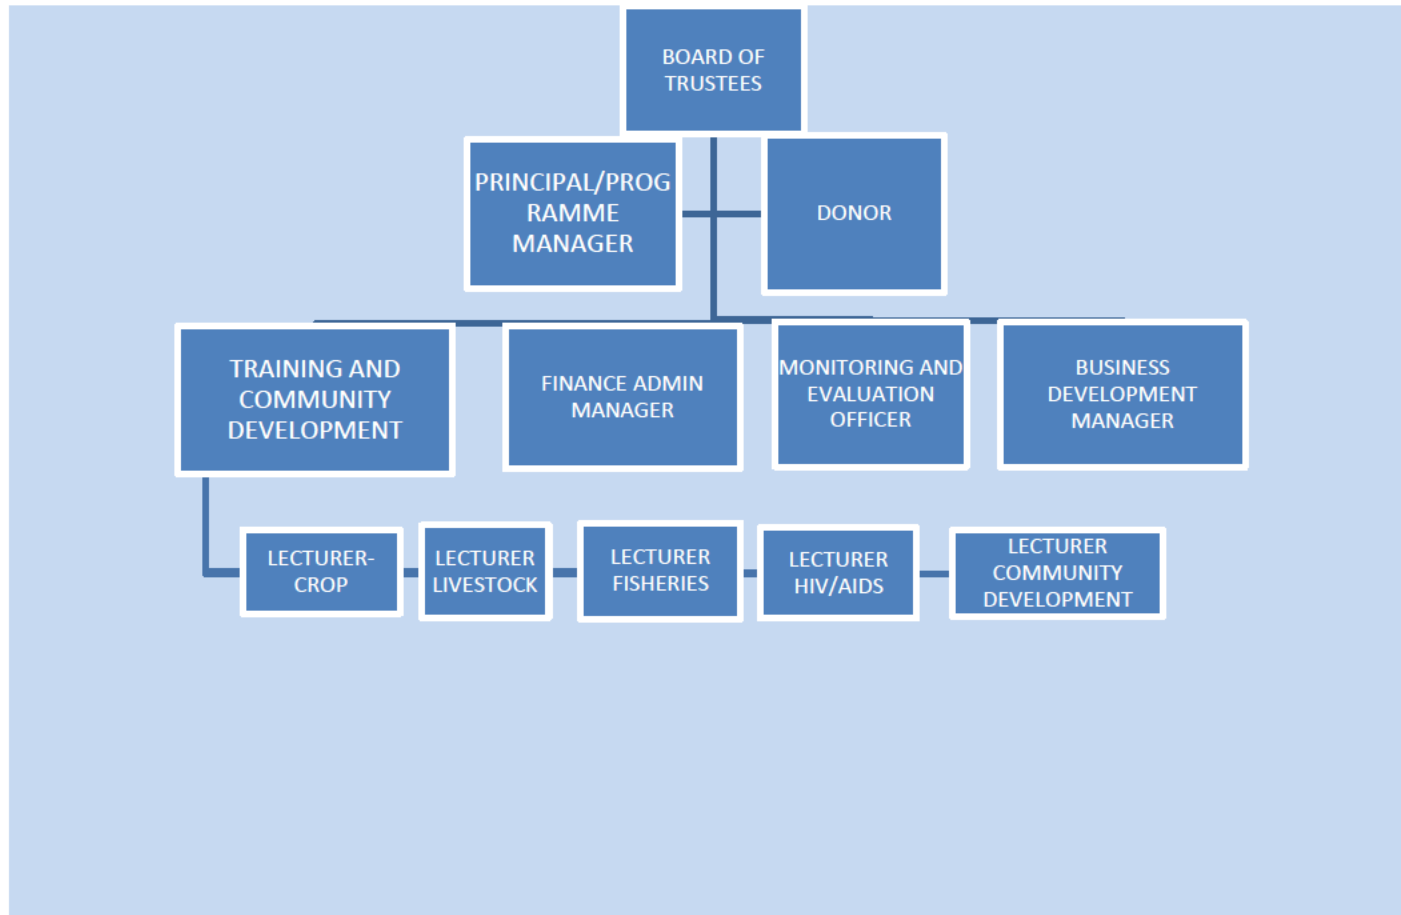 BOARD OF
TRUSTEES
PRINCIPAL/PROG
RAMME
MANAGER
DONOR
TRAINING AND
COMMUNITY
DEVELOPMENT
FINANCE ADMIN
MANAGER
MONITORING AND
EVALUATION
OFFICER
BUSINESS
DEVELOPMENT
MANAGER
LECTURER-
CROP
LECTURER
LIVESTOCK
LECTURER
FISHERIES
LECTURER
HIV/AIDS
LECTURER
COMMUNITY
DEVELOPMENT